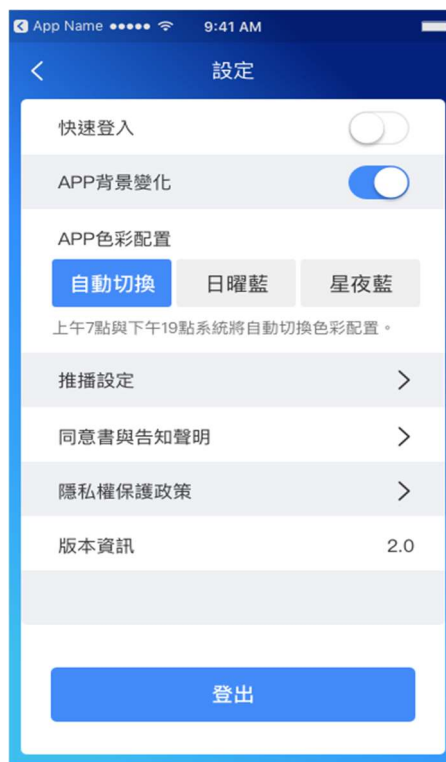 App Name 9:41 AM
設定
快速登入
APP背景變化
APP色彩配置
自動切換 日曜藍 星夜藍
上午7點與下午19點系統將自動切換色彩配置。
推播設定
同意書與告知聲明
隱私權保護政策
版本資訊 2.0
登出